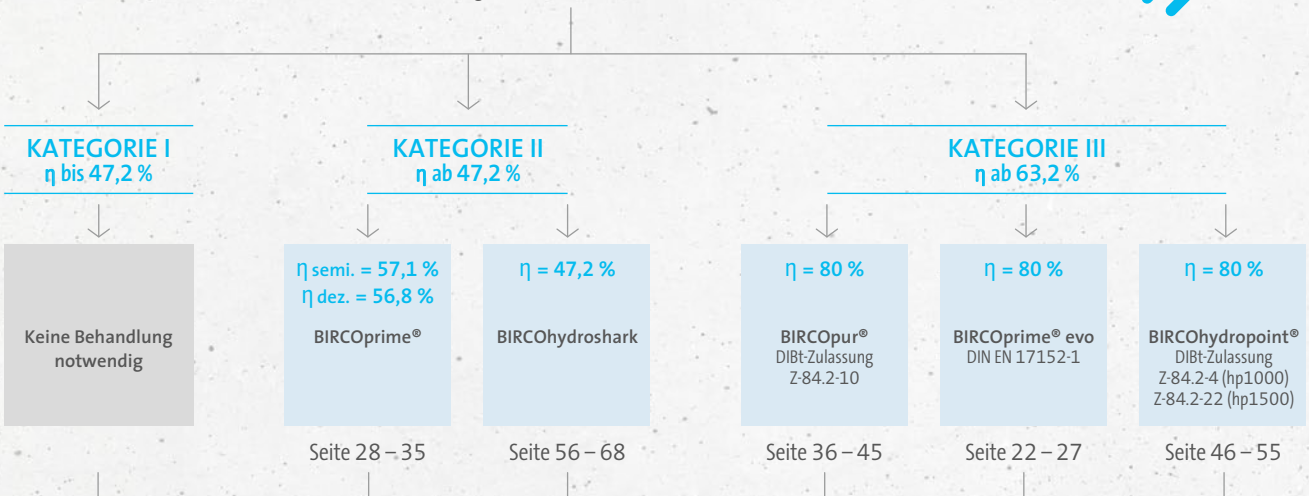 KATEGORIE I
η bis 47,2 %
KATEGORIE II
η ab 47,2 %
KATEGORIE III
η ab 63,2 %
Keine Behandlung
notwendig
η semi. = 57,1 %
η dez. = 56,8 %
BIRCOprime®
η = 47,2 %
BIRCOhydroshark
η = 80 %
BIRCOpur®
DIBt-Zulassung
Z-84.2-10
η = 80 %
BIRCOprime® evo
DIN EN 17152-1
η = 80 %
BIRCOhydropoint®
DIBt-Zulassung
Z-84.2-4 (hp1000)
Z-84.2-22 (hp1500)
Seite 28 – 35
Seite 56 – 68
Seite 36 – 45
Seite 22 – 27
Seite 46 – 55